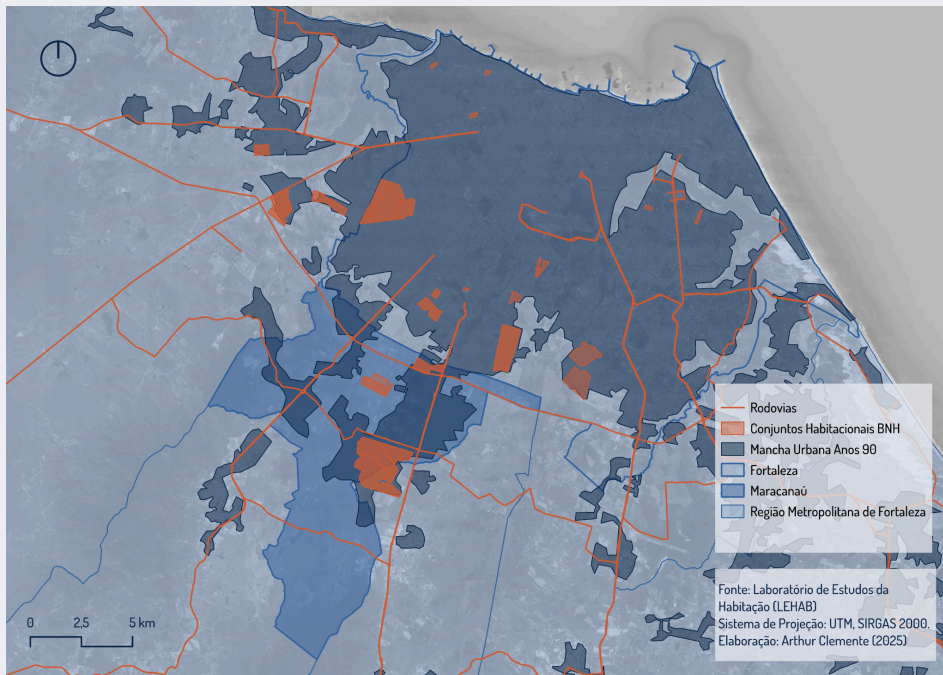 Rodovias
Conjuntos Habitacionais BNH
Mancha Urbana Anos 90
Fortaleza
Maracanaú
Região Metropolitana de Fortaleza
Fonte: Laboratório de Estudos da
Habitação (LEHAB)
Sistema de Projeção: UTM, SIRGAS 2000.
Elaboração: Arthur Clemente (2025)
0 2,5 5 km